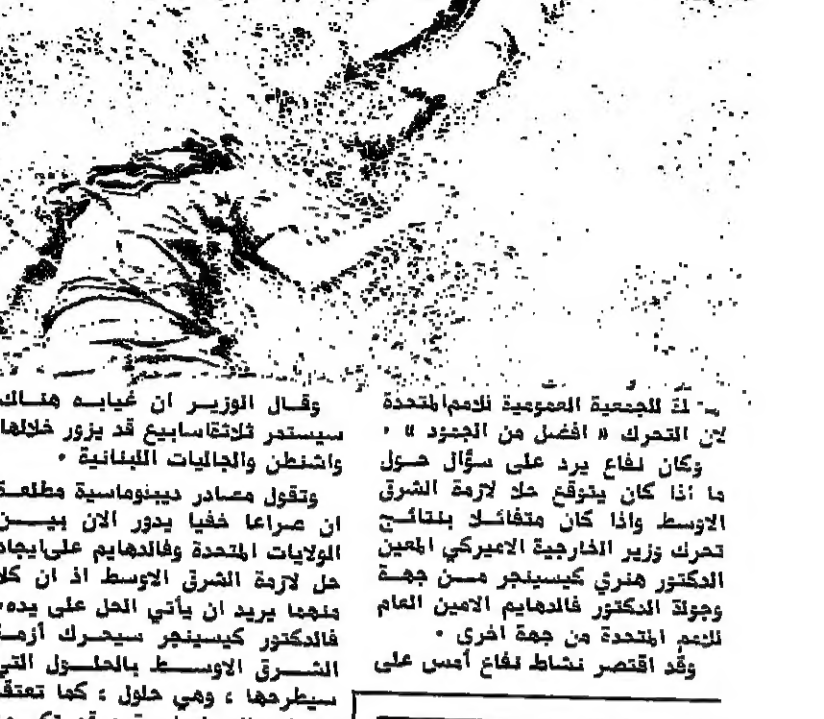 لة للجمعية العمومية للامم المتحدة
لان التحرك « افضل من الجمود » .
وكان نفاع يرد على سؤال حول
ما اذا كان يتوقع حلا لازمة الشرق
الاوسط واذا كان متفائلا بنتائج
تحرك وزير الخارجية الاميركي المعين
الدكتور هنري كيسينجر من جهة
وجولة الدكتور فالدهايم الامين العام
للامم المتحدة من جهة اخرى .
وقد اقتصر نشاط نفاع أمس على
وقال الوزير ان غيابه هناك
سيستمر ثلاثة اسابيع قد يزور خلالها
واشنطن والجاليات اللبنانية .
وتقول مصادر ديبلوماسية مطلعة
ان صراعا خفيا يدور الان بين
الولايات المتحدة وفالدهايم على ايجاد
حل لازمة الشرق الاوسط اذ ان كلا
منهما يريد ان يأتي الحل على يده،
فالدكتور كيسينجر سيحرك أزمة
الشرق الاوسط بالحلول التي
سيطرحها ، وهي حلول ، كما تعتقد